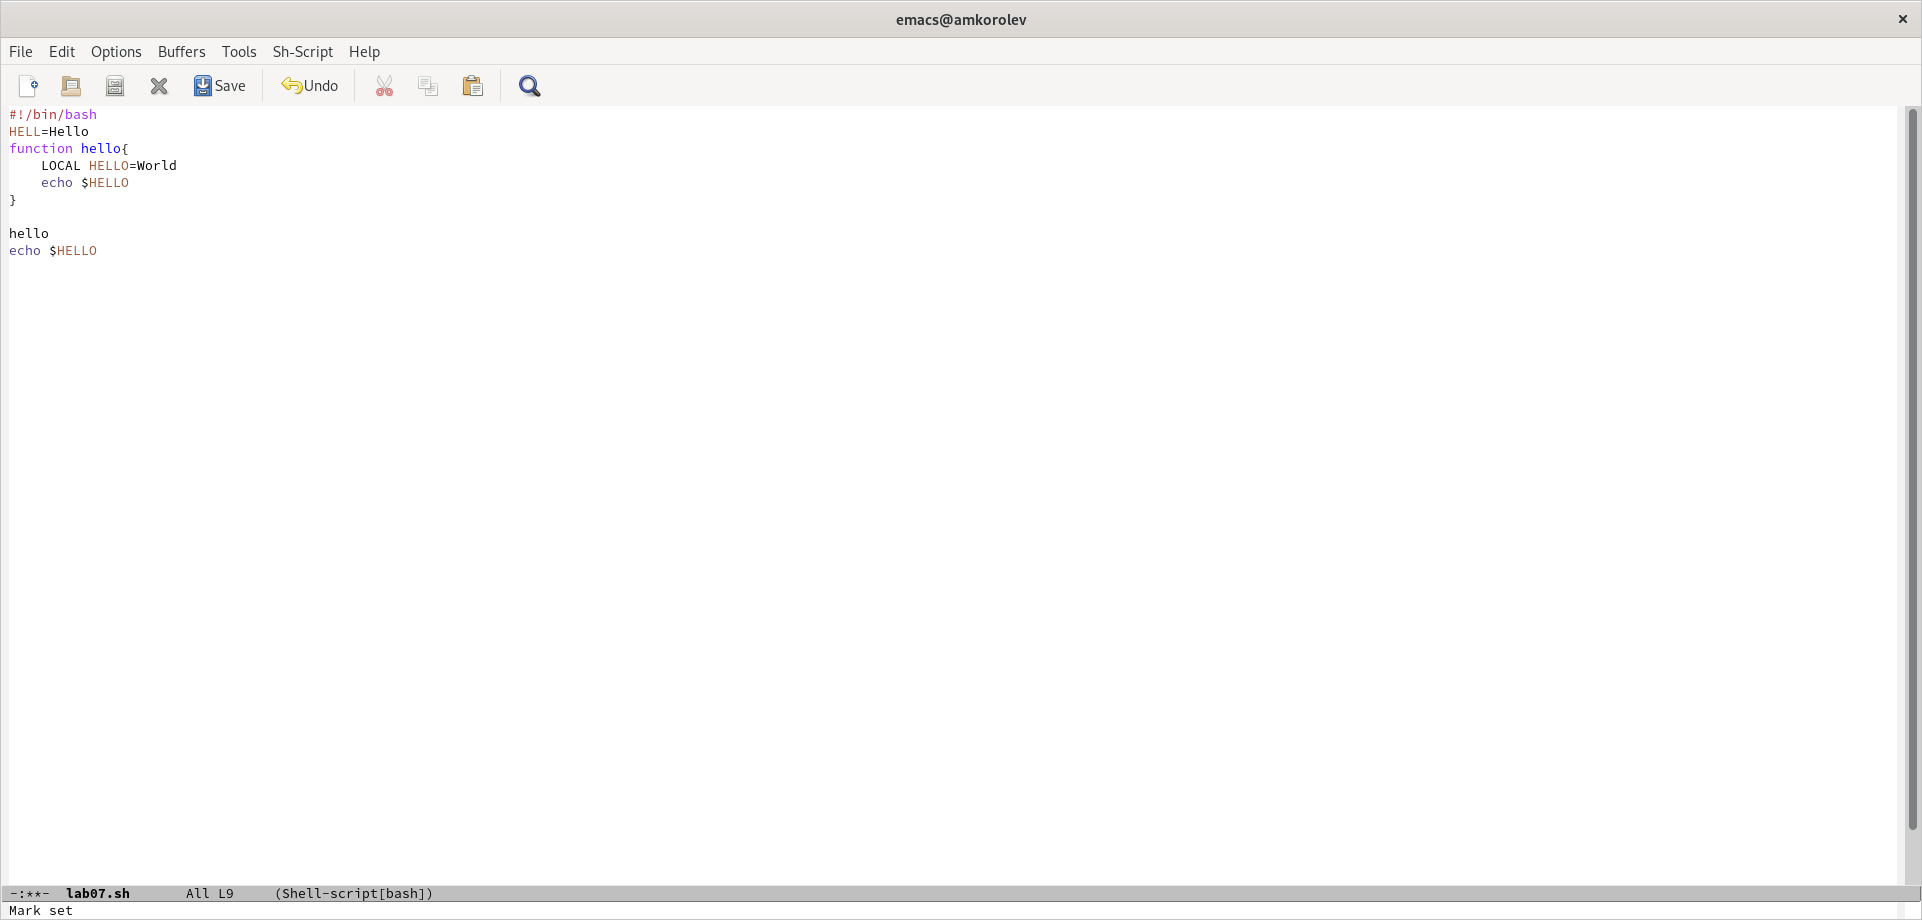 emacs@amkorolev
File Edit Options Buffers Tools Sh-Script Help
Save Undo
#!/bin/bash
HELL=Hello
function hello{
    LOCAL HELLO=World
    echo $HELLO
}
hello
echo $HELLO
-:**-  lab07.sh       All L9     (Shell-script[bash])
Mark set